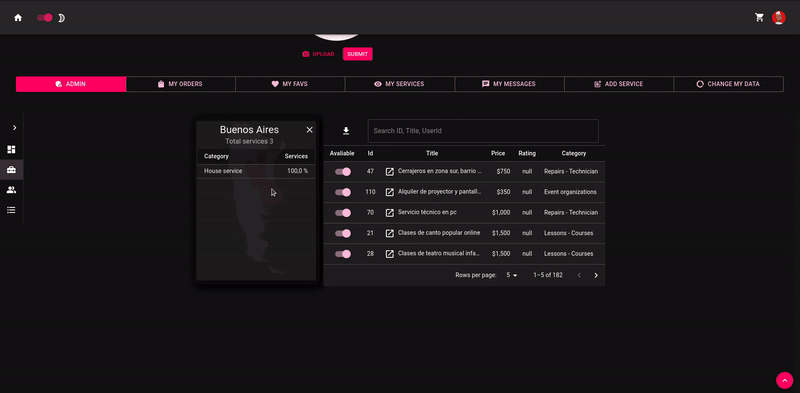 UPLOAD SUBMIT
ADMIN MY ORDERS MY FAVS MY SERVICES MY MESSAGES ADD SERVICE CHANGE MY DATA
Buenos Aires
Total services 3
Category Services
House service 100,0 %
Search ID, Title, UserId
Avaliable Id Title Price Rating Category
47 Cerrajeros en zona sur, barrio ... $750 null Repairs - Technician
110 Alquiler de proyector y pantall... $350 null Event organizations
70 Servicio técnico en pc $1,000 null Repairs - Technician
21 Clases de canto popular online $1,500 null Lessons - Courses
28 Clases de teatro musical infa... $1,500 null Lessons - Courses
Rows per page: 5 1–5 of 182